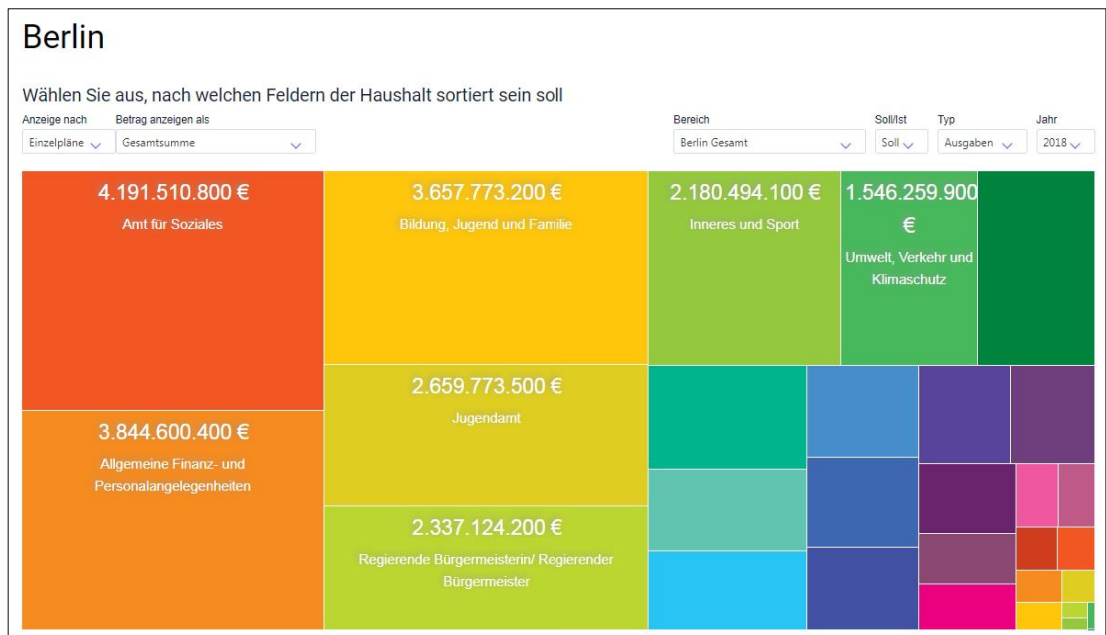 Berlin
Wählen Sie aus, nach welchen Feldern der Haushalt sortiert sein soll
Anzeige nach
Betrag anzeigen als
Bereich
Soll/Ist
Typ
Jahr
Einzelpläne
Gesamtsumme
Berlin Gesamt
Soll
Ausgaben
2018
4.191.510.800 €
Amt für Soziales
3.657.773.200 €
Bildung, Jugend und Familie
2.180.494.100 €
Inneres und Sport
1.546.259.900
€
Umwelt, Verkehr und
Klimaschutz
2.659.773.500 €
Jugendamt
3.844.600.400 €
Allgemeine Finanz- und
Personalangelegenheiten
2.337.124.200 €
Regierende Bürgermeisterin/ Regierender
Bürgermeister